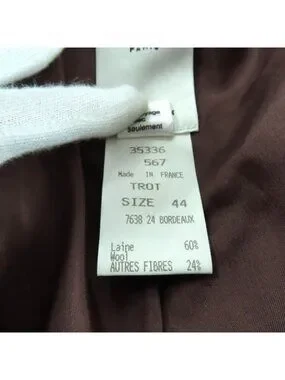 PARIS
seulement
35336
567
Made IN FRANCE
TROT
SIZE 44
7638 24 BORDEAUX
Laine 60%
Wool
AUTRES FIBRES 24%